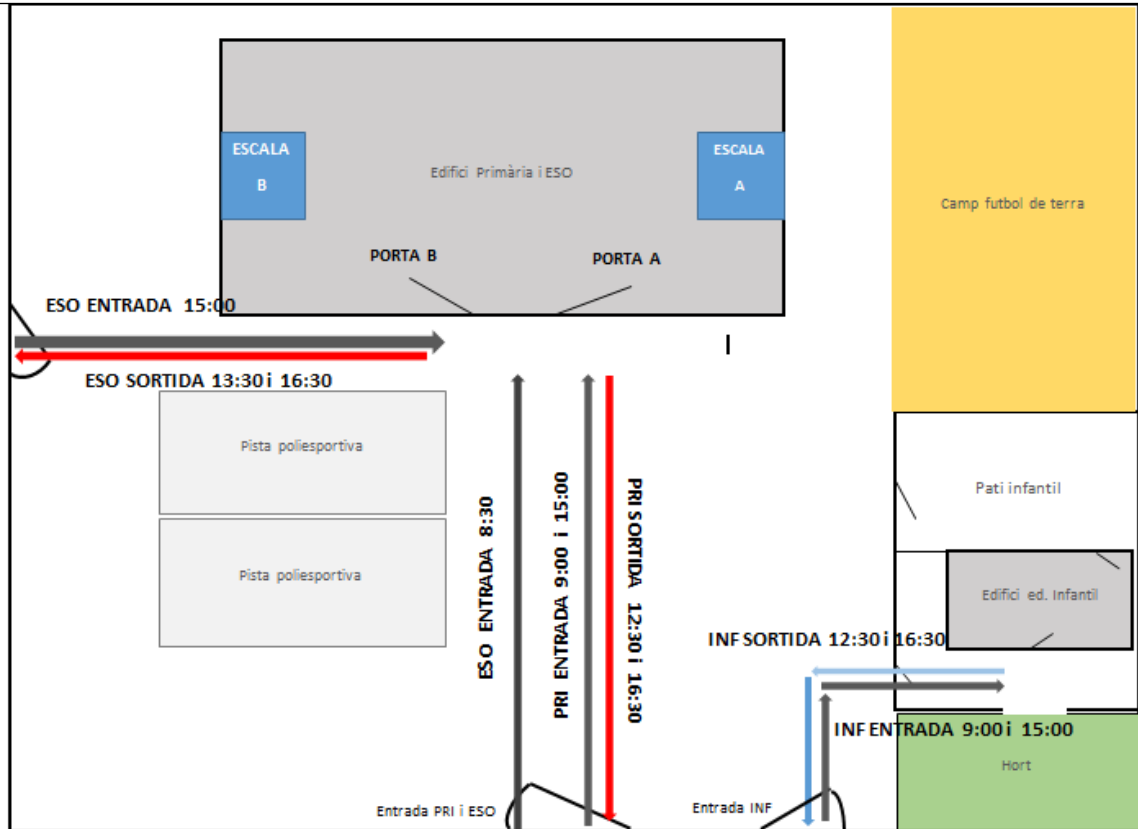 ESCALA
B
Edifici Primària i ESO
ESCALA
A
Camp futbol de terra
PORTA B
PORTA A
ESO ENTRADA 15:00
ESO SORTIDA 13:30 i 16:30
Pista poliesportiva
Pista poliesportiva
ESO ENTRADA 8:30
PRI ENTRADA 9:00 i 15:00
PRI SORTIDA 12:30 i 16:30
Pati infantil
Edifici ed. Infantil
INF SORTIDA 12:30 i 16:30
INF ENTRADA 9:00 i 15:00
Hort
Entrada PRI i ESO
Entrada INF